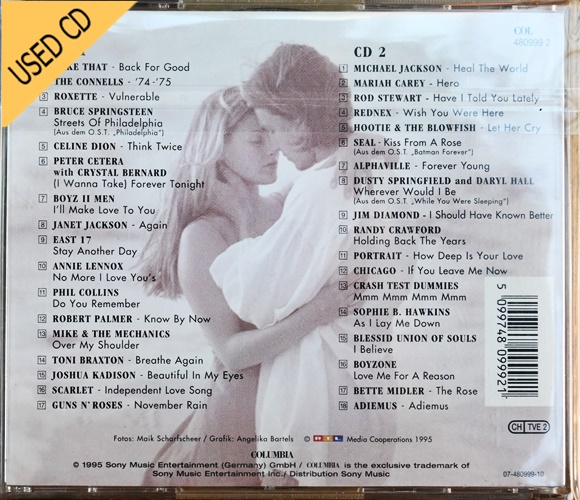 USED CD
COL
480999 2
KE THAT - Back For Good
THE CONNELLS - '74-'75
3 ROXETTE - Vulnerable
4 BRUCE SPRINGSTEEN
Streets Of Philadelphia
(Aus dem O.S.T. „Philadelphia")
5 CELINE DION - Think Twice
6 PETER CETERA
with CRYSTAL BERNARD
(I Wanna Take) Forever Tonight
7 BOYZ II MEN
I'll Make Love To You
8 JANET JACKSON - Again
9 EAST 17
Stay Another Day
10 ANNIE LENNOX
No More I Love You's
11 PHIL COLLINS
Do You Remember
12 ROBERT PALMER - Know By Now
13 MIKE & THE MECHANICS
Over My Shoulder
14 TONI BRAXTON - Breathe Again
15 JOSHUA KADISON - Beautiful In My Eyes
16 SCARLET - Independent Love Song
17 GUNS N' ROSES - November Rain
CD 2
1 MICHAEL JACKSON - Heal The World
2 MARIAH CAREY - Hero
3 ROD STEWART - Have I Told You Lately
4 REDNEX - Wish You Were Here
5 HOOTIE & THE BLOWFISH - Let Her Cry
6 SEAL - Kiss From A Rose
(Aus dem O.S.T. „Batman Forever")
7 ALPHAVILLE - Forever Young
8 DUSTY SPRINGFIELD and DARYL HALL
Wherever Would I Be
(Aus dem O.S.T. „While You Were Sleeping")
9 JIM DIAMOND - I Should Have Known Better
10 RANDY CRAWFORD
Holding Back The Years
11 PORTRAIT - How Deep Is Your Love
12 CHICAGO - If You Leave Me Now
13 CRASH TEST DUMMIES
Mmm Mmm Mmm Mmm
14 SOPHIE B. HAWKINS
As I Lay Me Down
15 BLESSID UNION OF SOULS
I Believe
16 BOYZONE
Love Me For A Reason
17 BETTE MIDLER - The Rose
18 ADIEMUS - Adiemus
5 099748 099921
CH TVE 2
Fotos: Maik Scharfscheer / Grafik: Angelika Bartels © RTL Media Cooperations 1995
COLUMBIA
© 1995 Sony Music Entertainment (Germany) GmbH / COLUMBIA is the exclusive trademark of
Sony Music Entertainment Inc./ Distribution Sony Music
07-480999-10